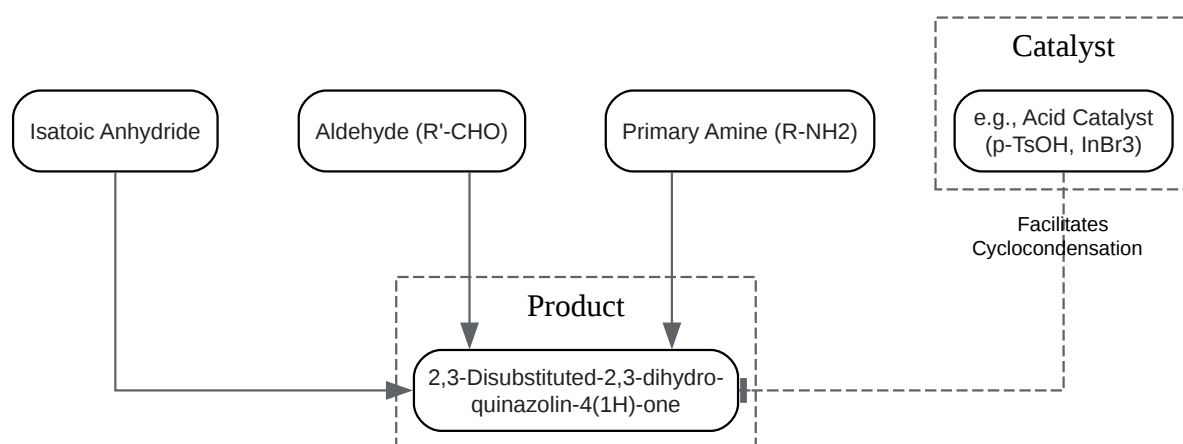 Catalyst
Isatoic Anhydride
Aldehyde (R'-CHO)
Primary Amine (R-NH2)
e.g., Acid Catalyst
(p-TsOH, InBr3)
Facilitates
Cyclocondensation
Product
2,3-Disubstituted-2,3-dihydro-
quinazolin-4(1H)-one